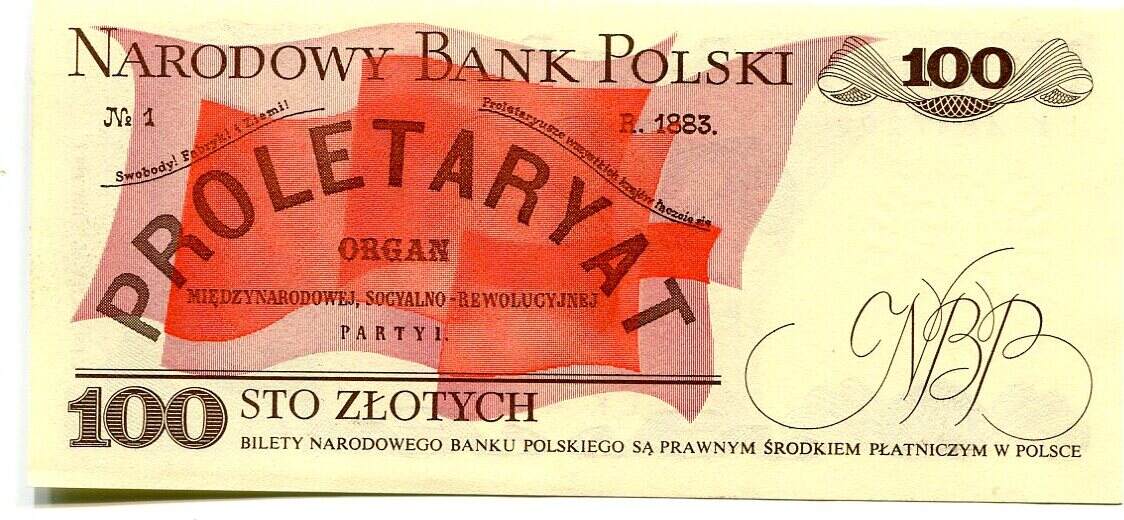 NARODOWY BANK POLSKI
100
№ 1
R. 1883.
Swobody! Fabryk! i Ziemi!
Proletaryusze wszystkich krajów łączcie się
PROLETARYAT
ORGAN
MIĘDZYNARODOWEJ, SOCYALNO-REWOLUCYJNEJ
PARTYI.
100 STO ZŁOTYCH
NBP
BILETY NARODOWEGO BANKU POLSKIEGO SĄ PRAWNYM ŚRODKIEM PŁATNICZYM W POLSCE